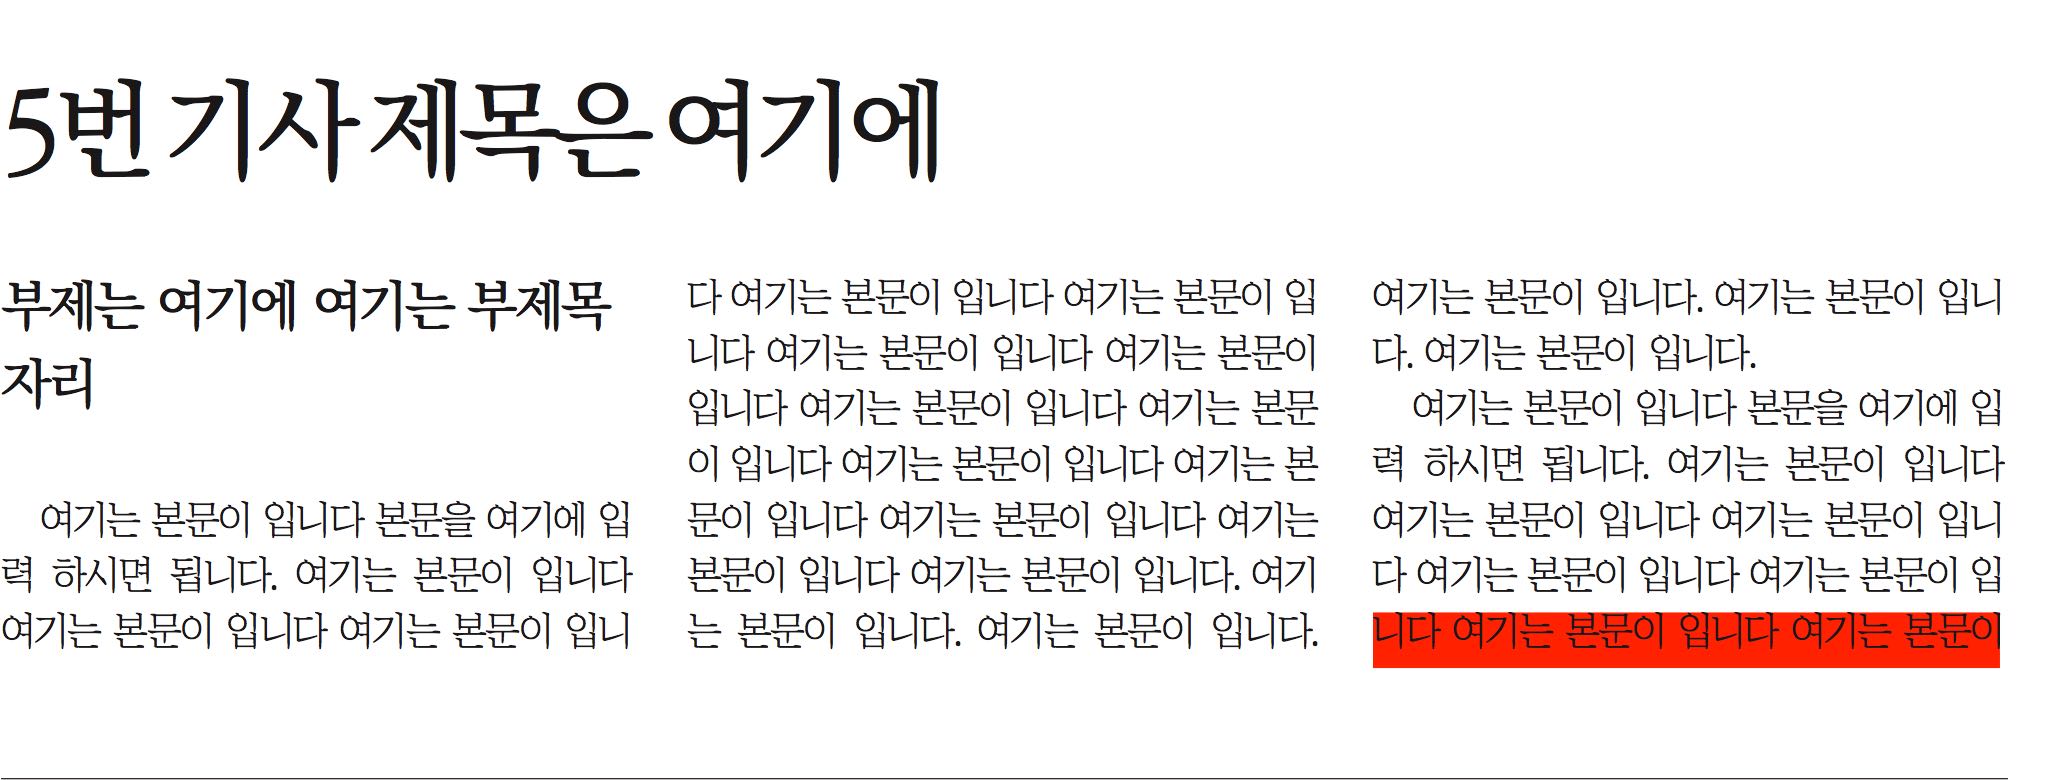 5번 기사 제목은 여기에
부제는 여기에 여기는 부제목
자리
여기는 본문이 입니다 본문을 여기에 입
력 하시면 됩니다. 여기는 본문이 입니다
여기는 본문이 입니다 여기는 본문이 입니
다 여기는 본문이 입니다 여기는 본문이 입
니다 여기는 본문이 입니다 여기는 본문이
입니다 여기는 본문이 입니다 여기는 본문
이 입니다 여기는 본문이 입니다 여기는 본
문이 입니다 여기는 본문이 입니다 여기는
본문이 입니다 여기는 본문이 입니다. 여기
는 본문이 입니다. 여기는 본문이 입니다.
여기는 본문이 입니다. 여기는 본문이 입니
다. 여기는 본문이 입니다.
여기는 본문이 입니다 본문을 여기에 입
력 하시면 됩니다. 여기는 본문이 입니다
여기는 본문이 입니다 여기는 본문이 입니
다 여기는 본문이 입니다 여기는 본문이 입
니다 여기는 본문이 입니다 여기는 본문이